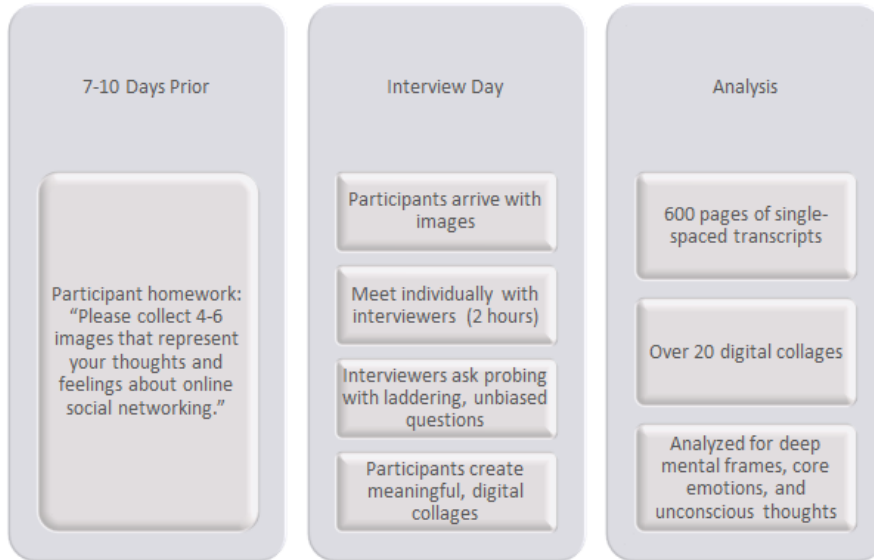 7-10 Days Prior
Participant homework:
“Please collect 4-6
images that represent
your thoughts and
feelings about online
social networking.”
Interview Day
Participants arrive with
images
Meet individually with
interviewers (2 hours)
Interviewers ask probing
with laddering, unbiased
questions
Participants create
meaningful, digital
collages
Analysis
600 pages of single-
spaced transcripts
Over 20 digital collages
Analyzed for deep
mental frames, core
emotions, and
unconscious thoughts